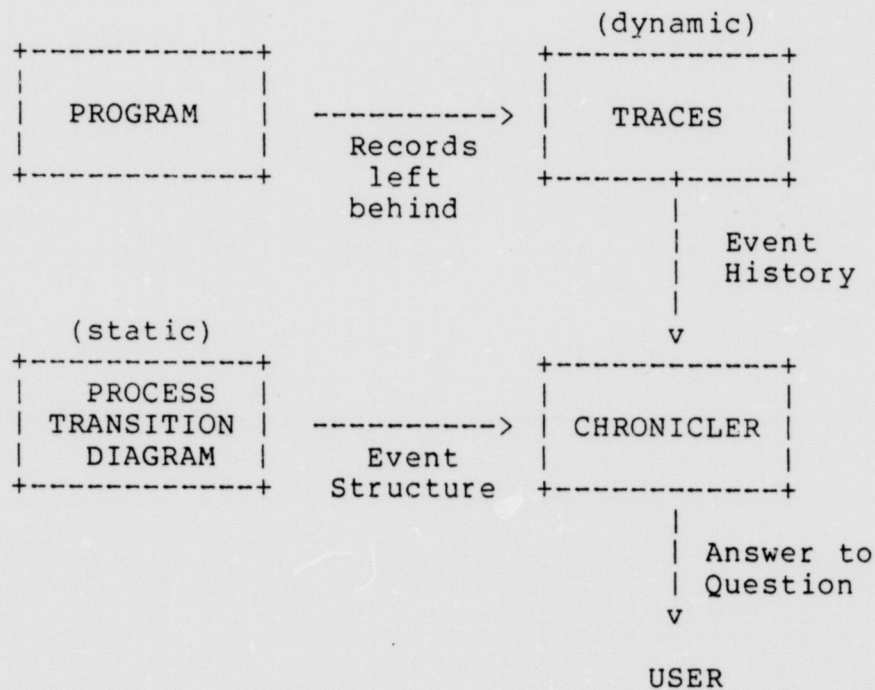 (dynamic)
PROGRAM
TRACES
Records
left
behind
Event
History
(static)
PROCESS
TRANSITION
DIAGRAM
CHRONICLER
Event
Structure
Answer to
Question
USER